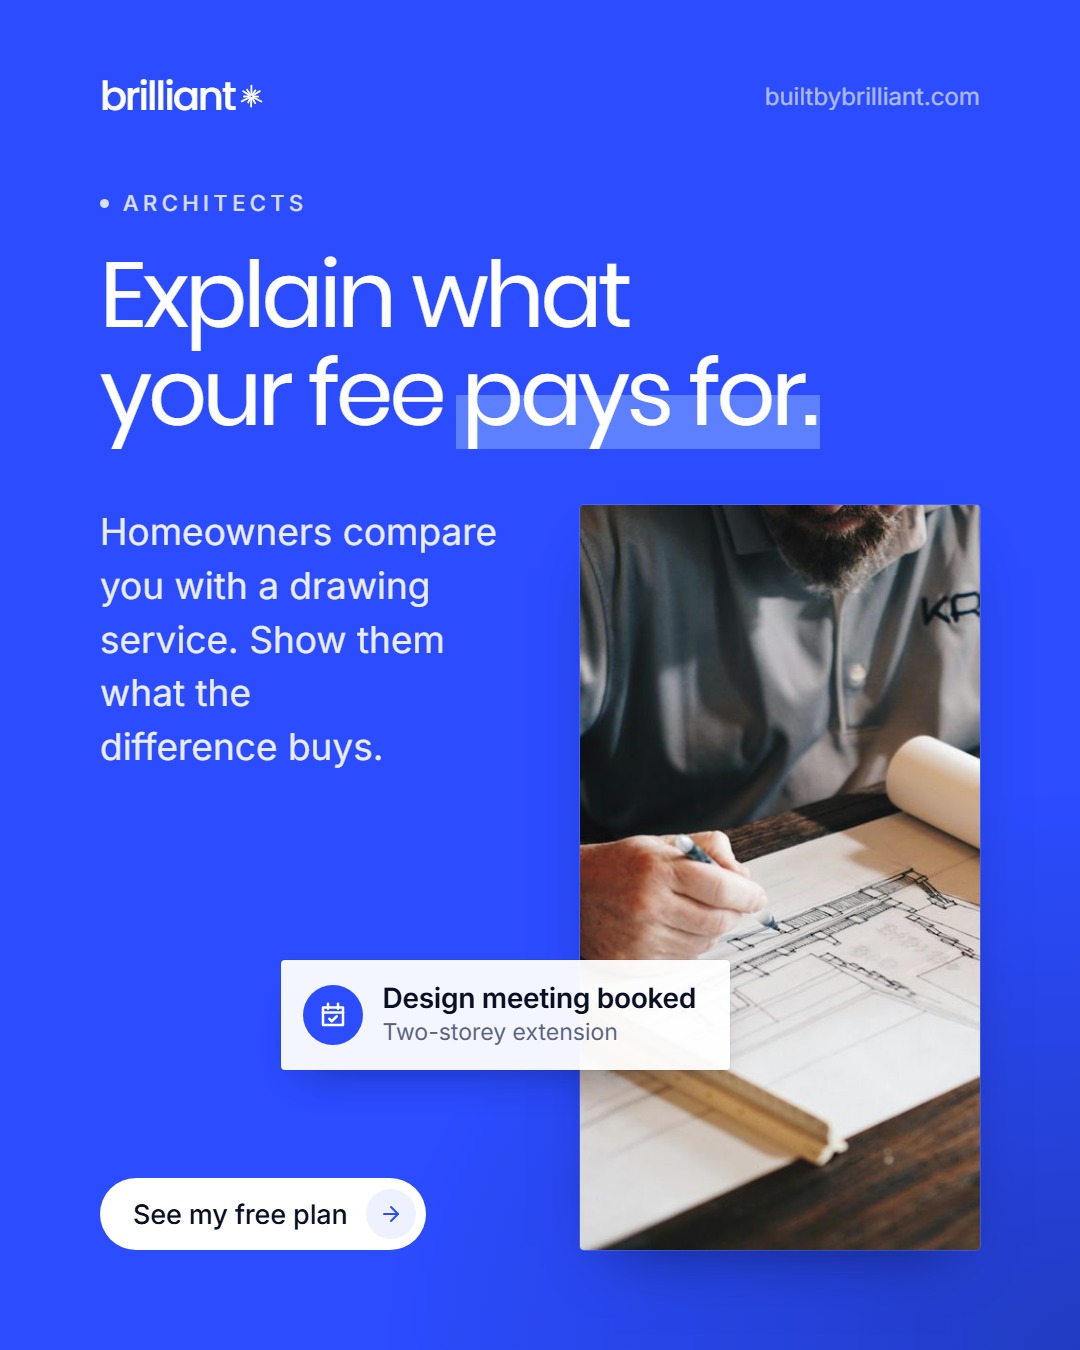 brilliant
builtbybrilliant.com
ARCHITECTS
Explain what
your fee pays for.
Homeowners compare
you with a drawing
service. Show them
what the
difference buys.
KR
Design meeting booked
Two-storey extension
See my free plan